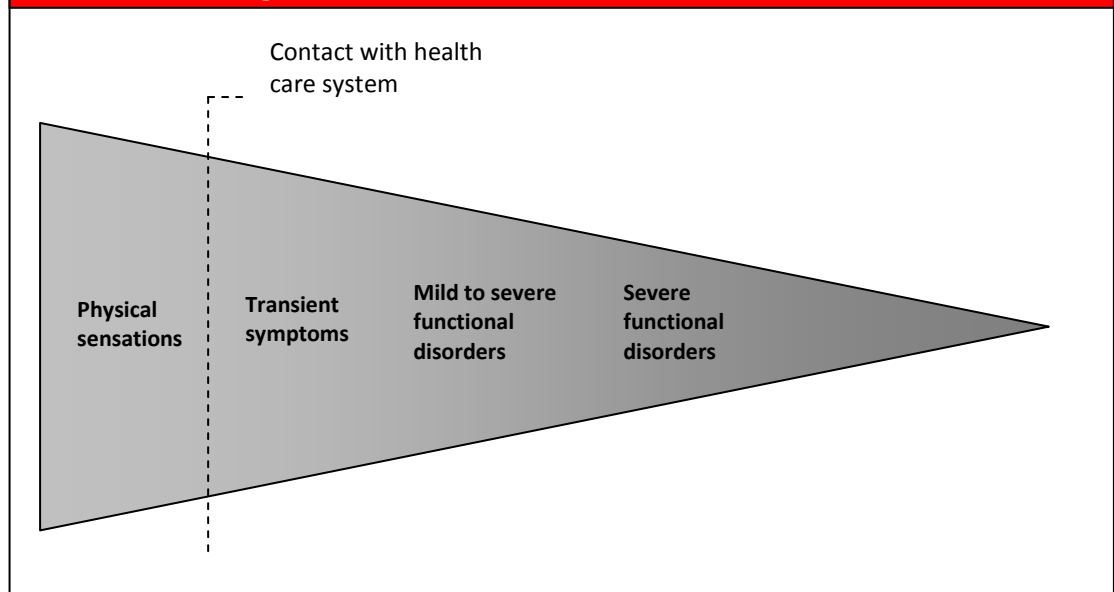 Contact with health
care system
Physical
sensations
Transient
symptoms
Mild to severe
functional
disorders
Severe
functional
disorders